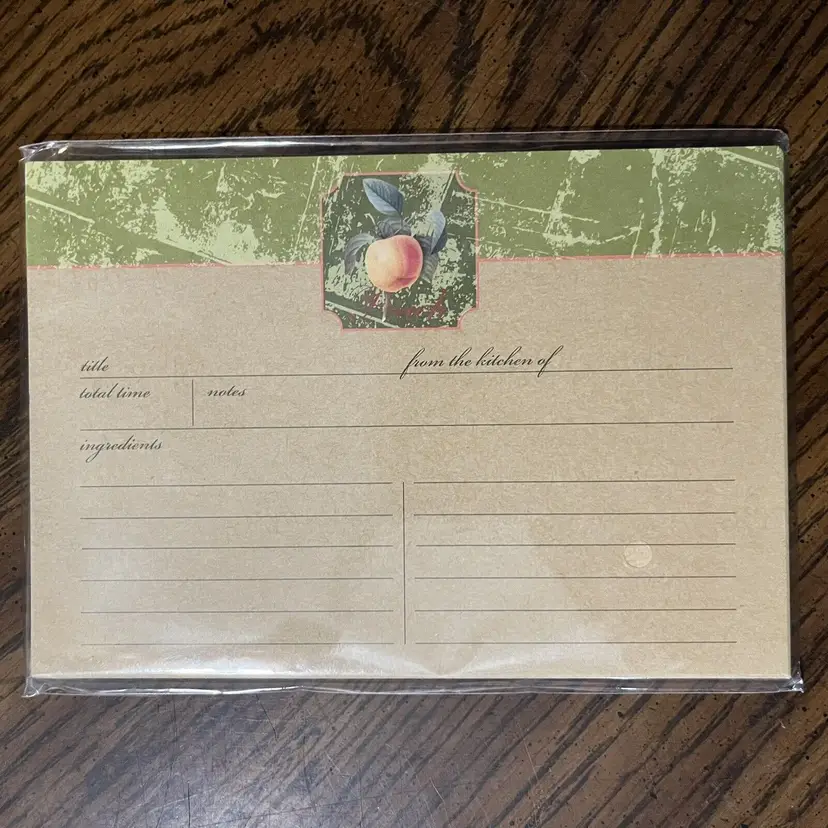 title from the kitchen of
total time notes
ingredients